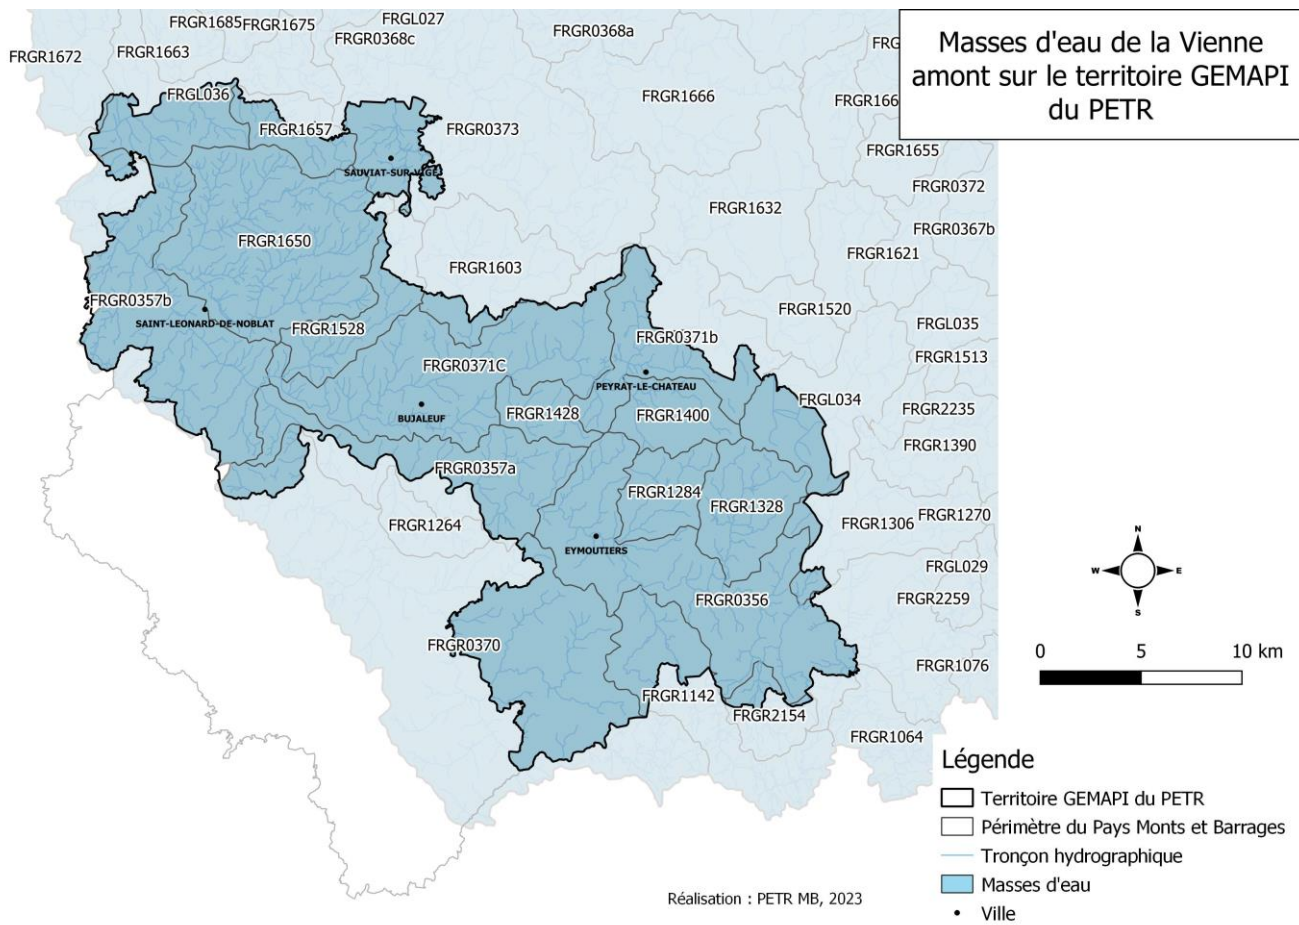 Masses d'eau de la Vienne
amont sur le territoire GEMAPI
du PETR
FRGR1685
FRGR1675
FRGL027
FRGR0368c
FRGR0368a
FRGR1672
FRGR1663
FRGL036
FRGR1666
FRGR1657
FRGR0373
FRGR1655
SAUVIAT-SUR-VIGE
FRGR0372
FRGR1632
FRGR0367b
FRGR1650
FRGR1621
FRGR1603
FRGR0357b
SAINT-LEONARD-DE-NOBLAT
FRGR1528
FRGR1520
FRGL035
FRGR0371b
FRGR1513
FRGR0371C
PEYRAT-LE-CHATEAU
FRGL034
BUJALEUF
FRGR1428
FRGR1400
FRGR2235
FRGR1390
FRGR0357a
FRGR1284
FRGR1328
FRGR1264
FRGR1306
FRGR1270
EYMOUTIERS
FRGL029
FRGR0356
FRGR2259
FRGR0370
FRGR1076
FRGR1142
FRGR2154
FRGR1064
N
W
E
S
0 5 10 km
Légende
Territoire GEMAPI du PETR
Périmètre du Pays Monts et Barrages
Tronçon hydrographique
Masses d'eau
Ville
Réalisation : PETR MB, 2023